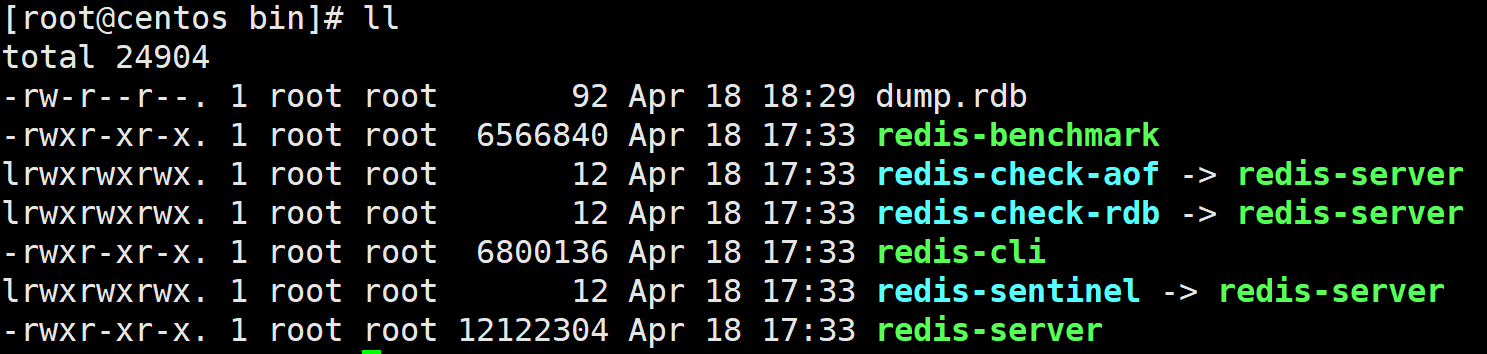 [root@centos bin]# ll
total 24904
-rw-r--r--. 1 root root       92 Apr 18 18:29 dump.rdb
-rwxr-xr-x. 1 root root  6566840 Apr 18 17:33 redis-benchmark
lrwxrwxrwx. 1 root root       12 Apr 18 17:33 redis-check-aof -> redis-server
lrwxrwxrwx. 1 root root       12 Apr 18 17:33 redis-check-rdb -> redis-server
-rwxr-xr-x. 1 root root  6800136 Apr 18 17:33 redis-cli
lrwxrwxrwx. 1 root root       12 Apr 18 17:33 redis-sentinel -> redis-server
-rwxr-xr-x. 1 root root 12122304 Apr 18 17:33 redis-server